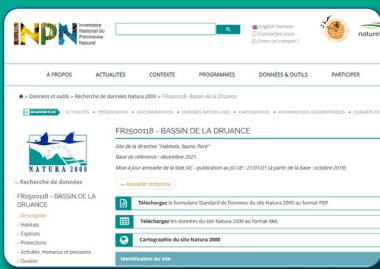 INPN Inventaire
National du
Patrimoine
Naturel
English Version
Connectez-vous
Créer un compte ?
nature
À PROPOS ACTUALITÉS CONTEXTE PROGRAMMES DONNÉES & OUTILS PARTICIPER
> Données et outils > Recherche de données Natura 2000 > FR2500118 - Bassin de la Druance
EN SAVOIR PLUS ACTUALITÉS PRÉSENTATION DOCUMENTATION DONNÉES NATURA 2000 CARTOGRAPHIE INFORMATIONS GÉOGRAPHIQUES DONNÉES
FR2500118 - BASSIN DE LA DRUANCE
Site de la directive "Habitats, faune, flore"
Base de référence : décembre 2021.
Mise à jour annuelle de la liste SIC - publication au JO UE : 21/01/21 (à partir de la base : octobre 2019)
← Nouvelle recherche
Téléchargez le formulaire Standard de Données du site Natura 2000 au format PDF
Téléchargez les données du site Natura 2000 au format XML
Cartographie du site Natura 2000
Identification du site
NATURA 2000
Recherche de données
FR2500118 - BASSIN DE LA
DRUANCE
- Description
- Habitats
- Espèces
- Protections
- Activités, menaces et pressions
- Gestion